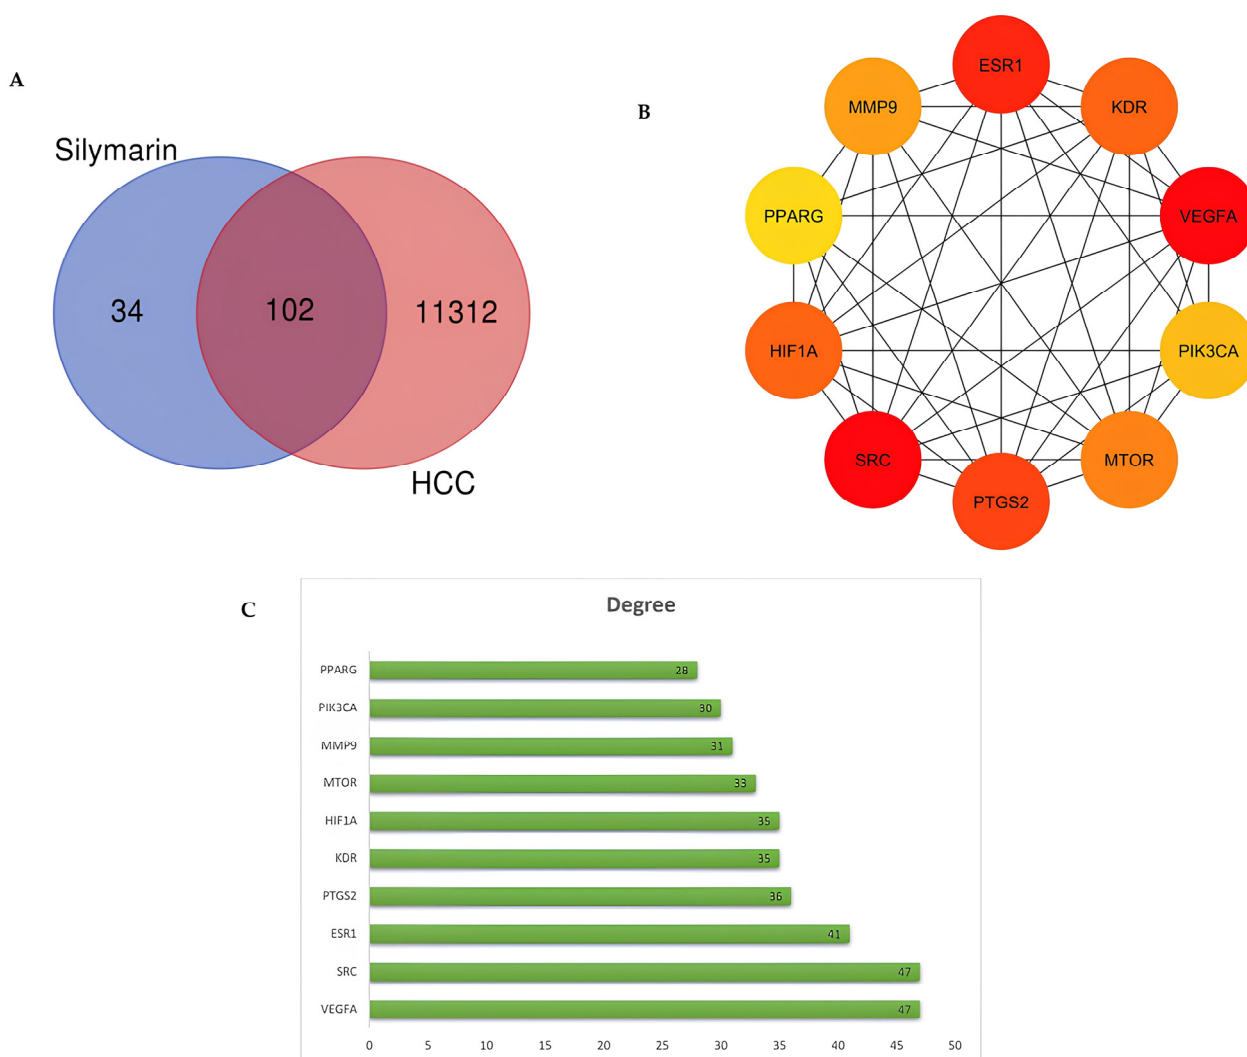 A
Silymarin
34
102
11312
HCC
B
ESR1
MMP9
KDR
PPARG
VEGFA
HIF1A
PIK3CA
SRC
MTOR
PTGS2
C
Degree
PPARG 28
PIK3CA 30
MMP9 31
MTOR 33
HIF1A 35
KDR 35
PTGS2 36
ESR1 41
SRC 47
VEGFA 47
0 5 10 15 20 25 30 35 40 45 50